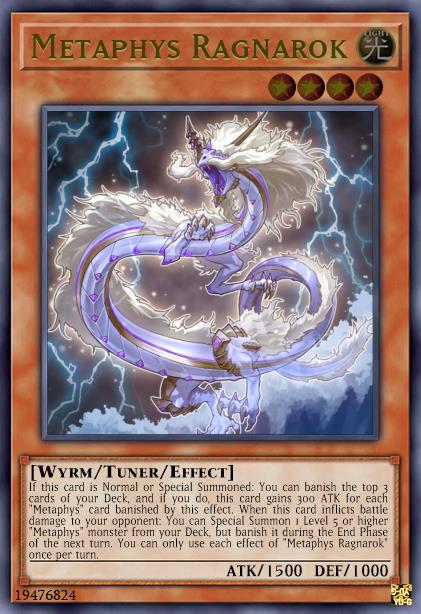 METAPHYS RAGNAROK
LIGHT
光
[WYRM/TUNER/EFFECT]
If this card is Normal or Special Summoned: You can banish the top 3
cards of your Deck, and if you do, this card gains 300 ATK for each
"Metaphys" card banished by this effect. When this card inflicts battle
damage to your opponent: You can Special Summon 1 Level 5 or higher
"Metaphys" monster from your Deck, but banish it during the End Phase
of the next turn. You can only use each effect of "Metaphys Ragnarok"
once per turn.
ATK/1500 DEF/1000
19476824